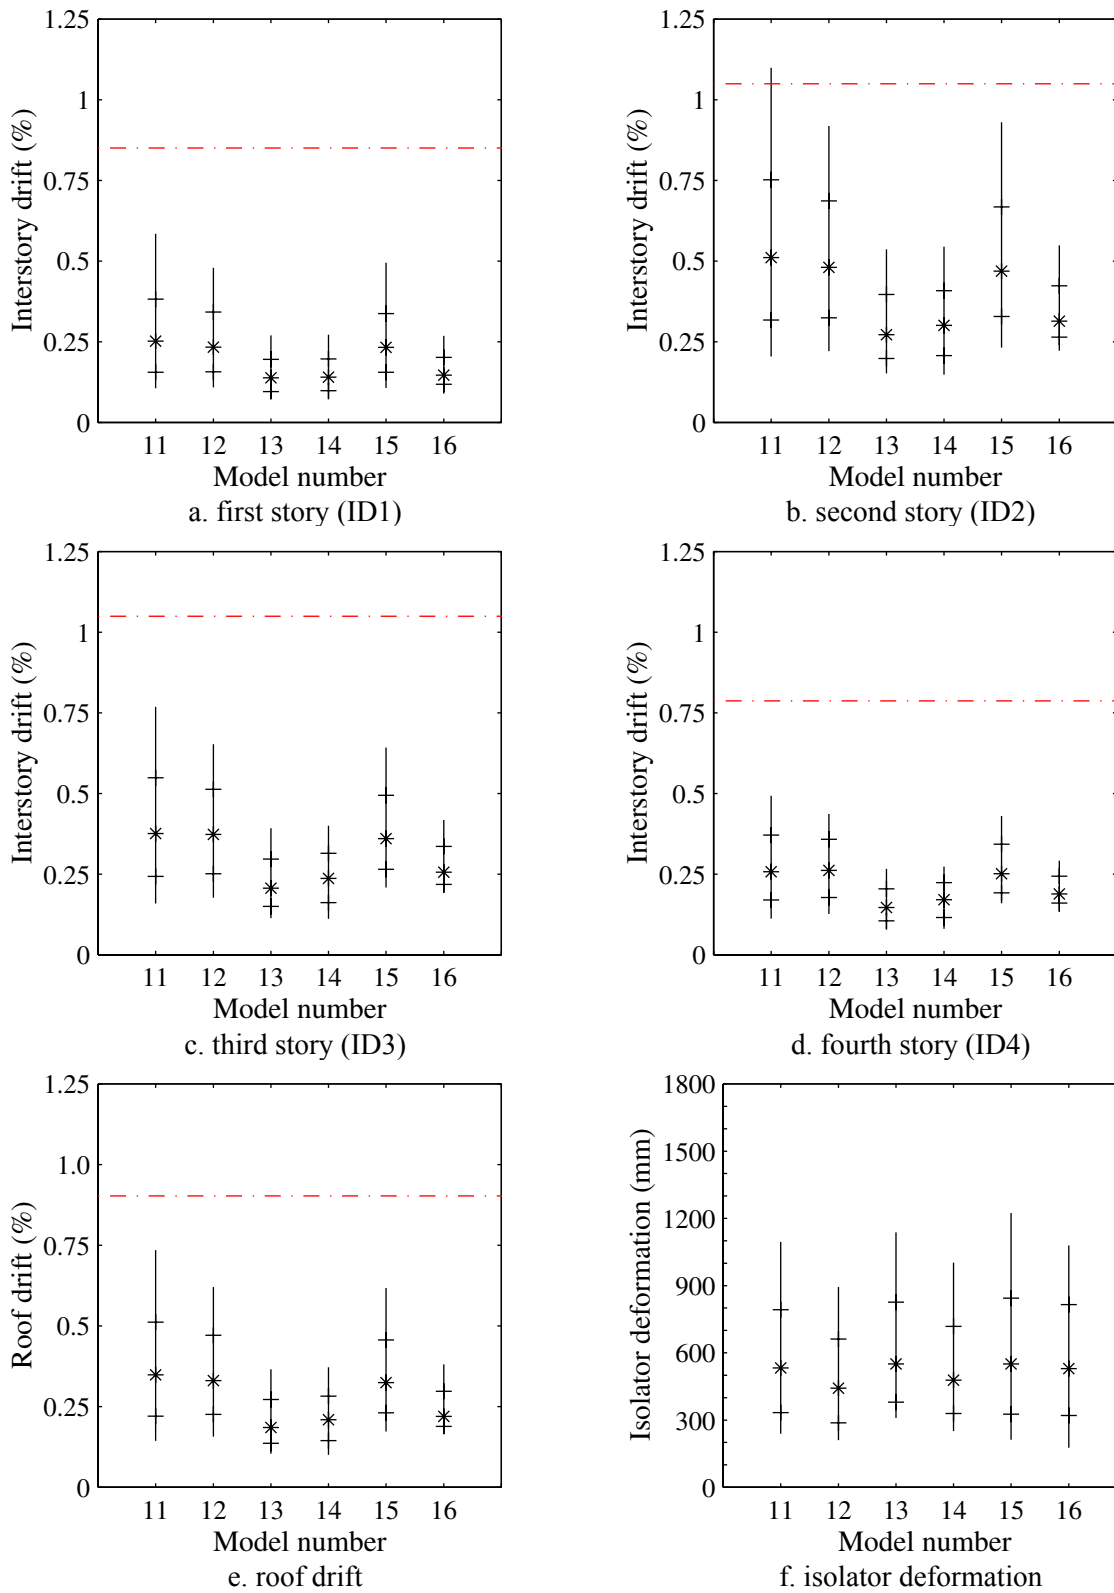 1.25
1
0.75
0.5
0.25
0
Interstory drift (%)
11 12 13 14 15 16
Model number
a. first story (ID1)
1.25
1
0.75
0.5
0.25
0
Interstory drift (%)
11 12 13 14 15 16
Model number
b. second story (ID2)
1.25
1
0.75
0.5
0.25
0
Interstory drift (%)
11 12 13 14 15 16
Model number
c. third story (ID3)
1.25
1
0.75
0.5
0.25
0
Interstory drift (%)
11 12 13 14 15 16
Model number
d. fourth story (ID4)
1.25
1.0
0.75
0.5
0.25
0
Roof drift (%)
11 12 13 14 15 16
Model number
e. roof drift
1800
1500
1200
900
600
300
0
Isolator deformation (mm)
11 12 13 14 15 16
Model number
f. isolator deformation